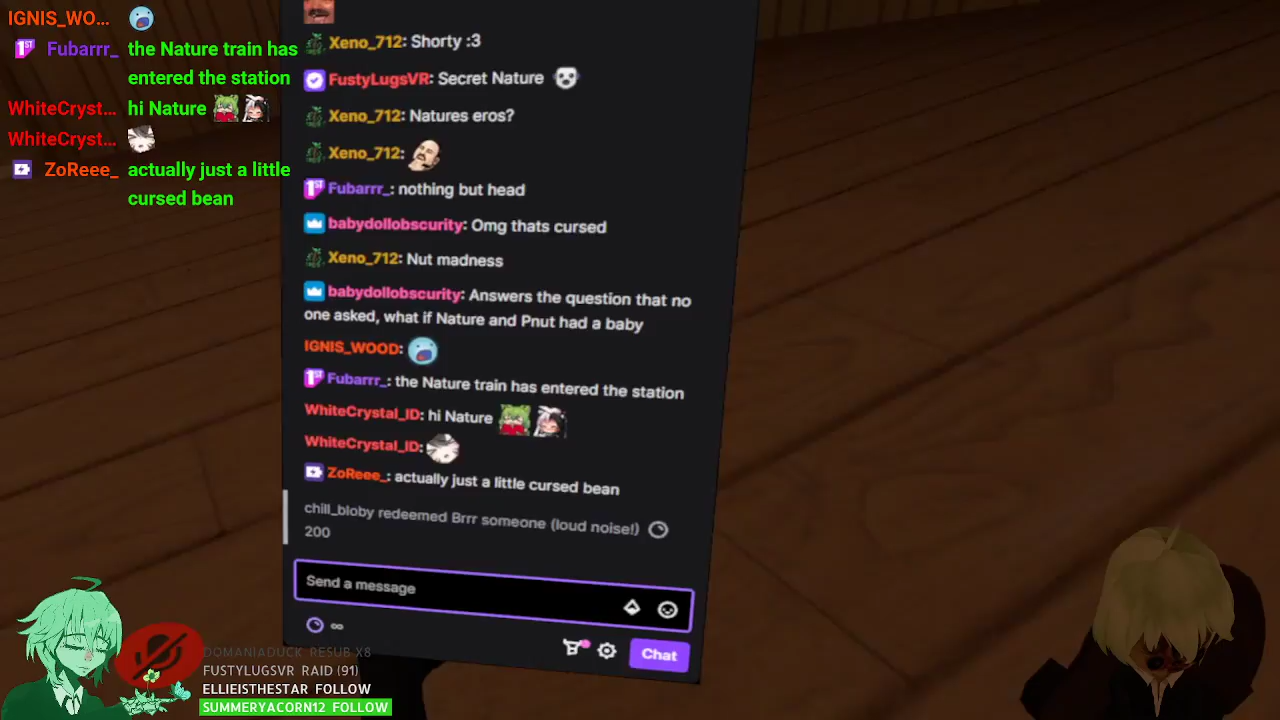 IGNIS_WO...
Fubarrr_ the Nature train has
entered the station
WhiteCryst... hi Nature
WhiteCryst...
ZoReee_ actually just a little
cursed bean
Xeno_712: Shorty :3
FustyLugsVR: Secret Nature
Xeno_712: Natures eros?
Xeno_712:
Fubarrr_: nothing but head
babydollobscurity: Omg thats cursed
Xeno_712: Nut madness
babydollobscurity: Answers the question that no
one asked, what if Nature and Pnut had a baby
IGNIS_WOOD:
Fubarrr_: the Nature train has entered the station
WhiteCrystal_ID: hi Nature
WhiteCrystal_ID:
ZoReee_: actually just a little cursed bean
chill_bloby redeemed Brrr someone (loud noise!)
200
Send a message
∞
Chat
DOMANIADUCK RESUB X8
FUSTYLUGSVR RAID (91)
ELLIEISTHESTAR FOLLOW
SUMMERYACORN12 FOLLOW